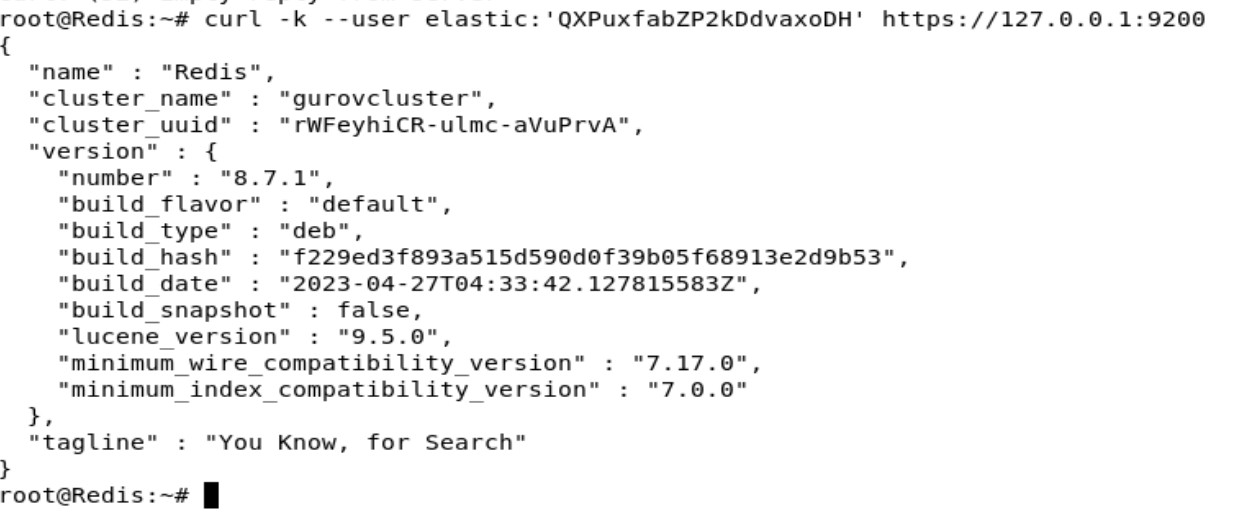 root@Redis:~# curl -k --user elastic:'QXPuxfabZP2kDdvaxoDH' https://127.0.0.1:9200
{
  "name" : "Redis",
  "cluster_name" : "gurovcluster",
  "cluster_uuid" : "rWFeyhiCR-ulmc-aVuPrvA",
  "version" : {
    "number" : "8.7.1",
    "build_flavor" : "default",
    "build_type" : "deb",
    "build_hash" : "f229ed3f893a515d590d0f39b05f68913e2d9b53",
    "build_date" : "2023-04-27T04:33:42.127815583Z",
    "build_snapshot" : false,
    "lucene_version" : "9.5.0",
    "minimum_wire_compatibility_version" : "7.17.0",
    "minimum_index_compatibility_version" : "7.0.0"
  },
  "tagline" : "You Know, for Search"
}
root@Redis:~#